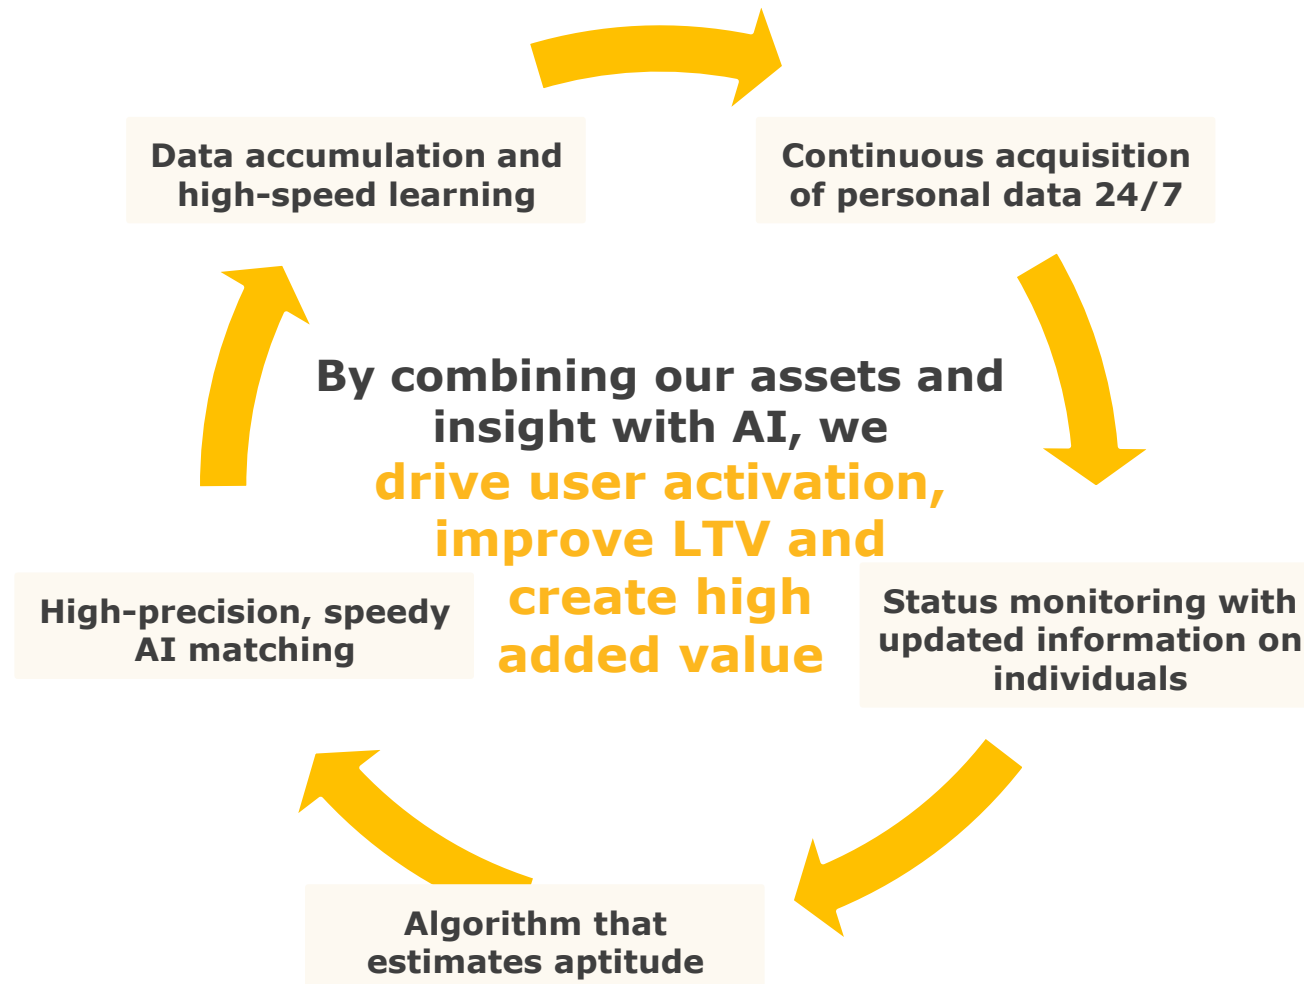 Data accumulation and
high-speed learning
Continuous acquisition
of personal data 24/7
By combining our assets and
insight with AI, we
drive user activation,
improve LTV and
create high
added value
High-precision, speedy
AI matching
Status monitoring with
updated information on
individuals
Algorithm that
estimates aptitude